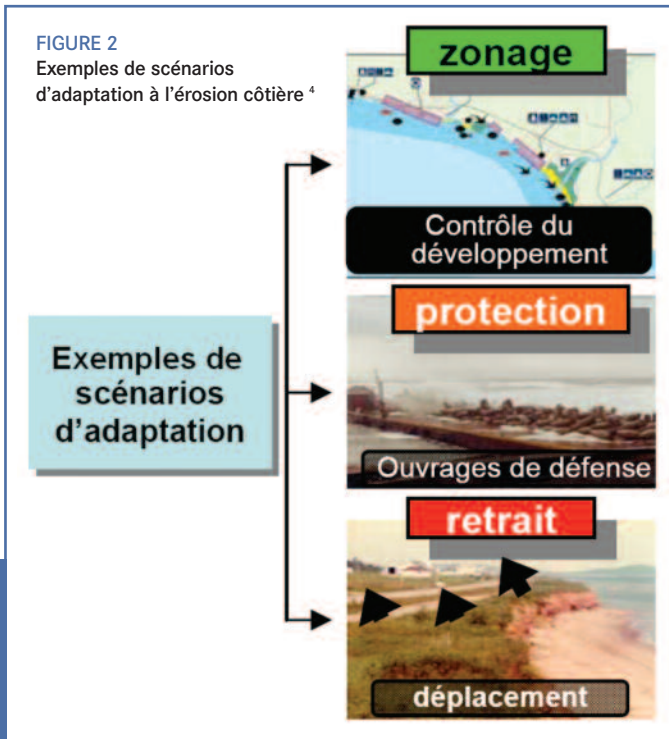 FIGURE 2
Exemples de scénarios
d'adaptation à l'érosion côtière 4
Exemples de
scénarios
d'adaptation
zonage
Contrôle du
développement
protection
Ouvrages de défense
retrait
déplacement